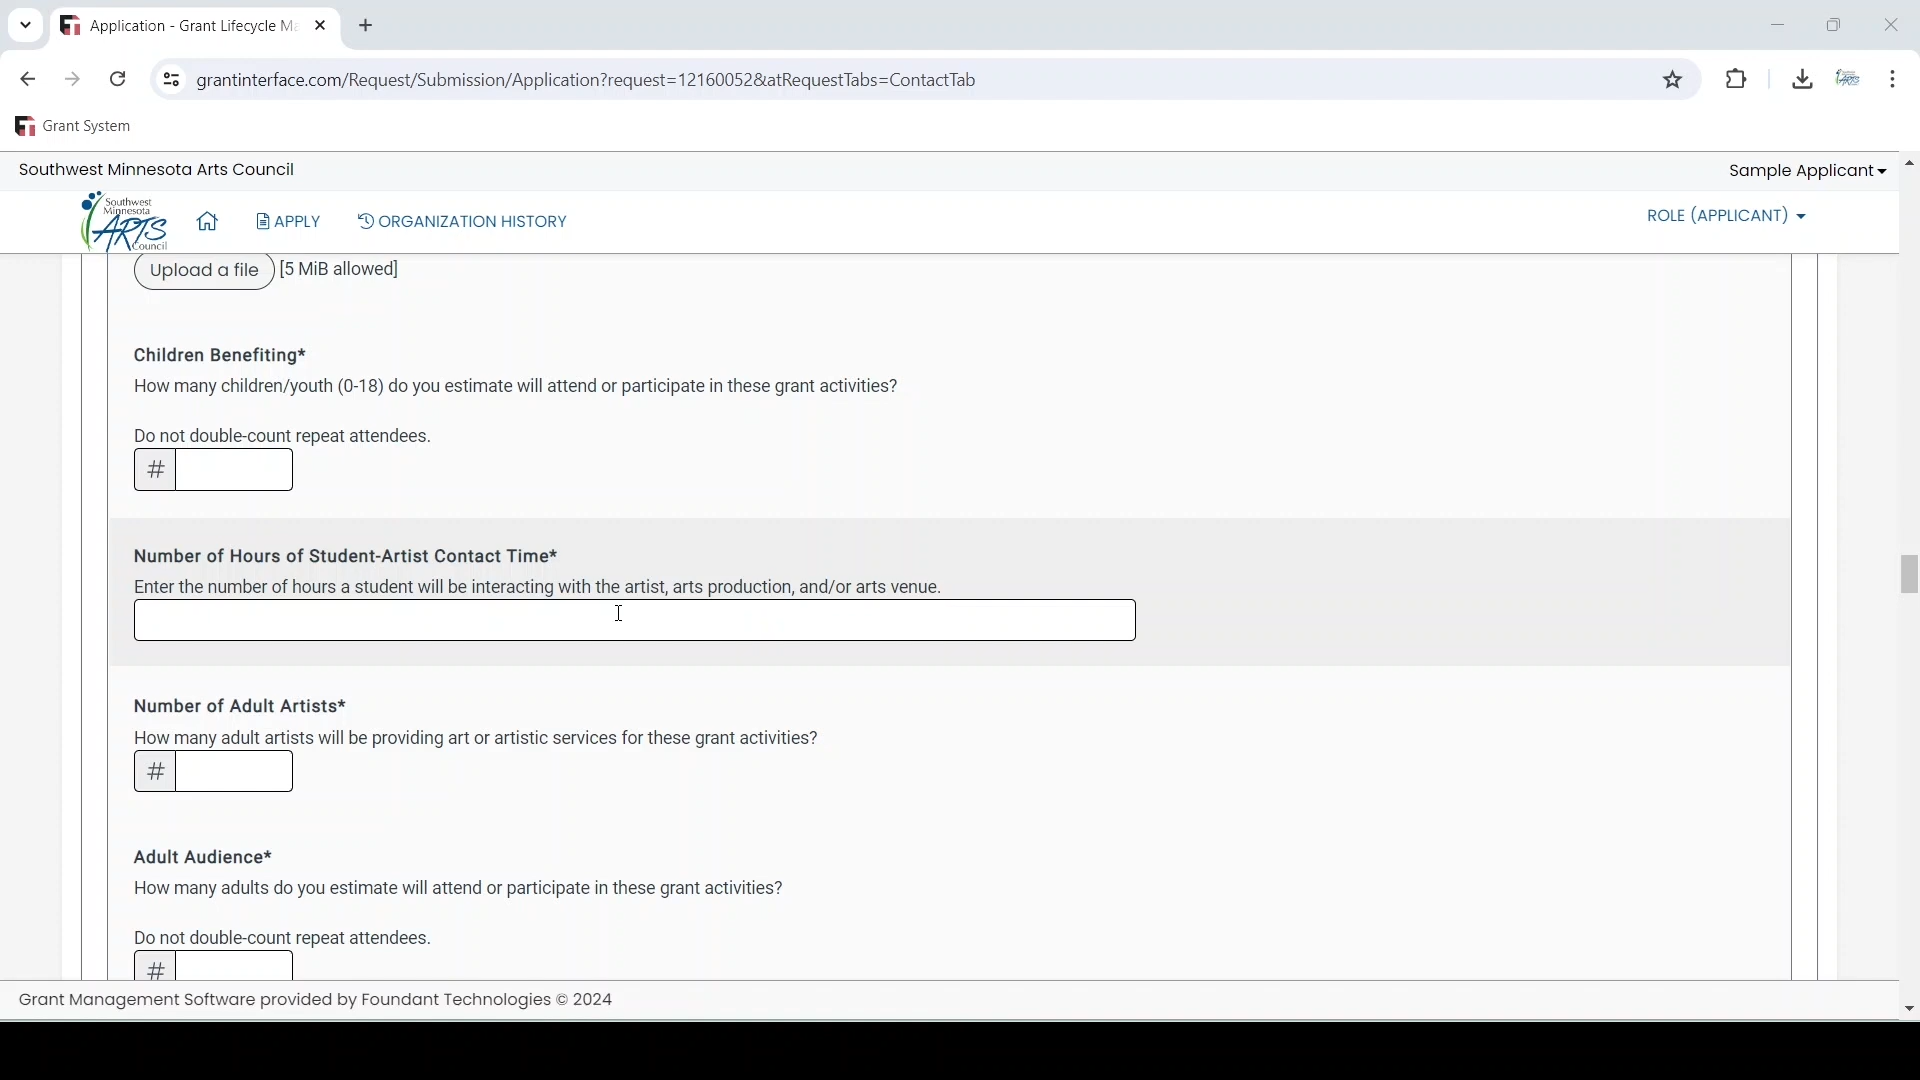 Application - Grant Lifecycle Ma
grantinterface.com/Request/Submission/Application?request=12160052&atRequestTabs=ContactTab
Grant System
Southwest Minnesota Arts Council
Sample Applicant
Southwest
Minnesota
ARTS
Council
APPLY
ORGANIZATION HISTORY
ROLE (APPLICANT)
Upload a file [5 MiB allowed]
Children Benefiting*
How many children/youth (0-18) do you estimate will attend or participate in these grant activities?
Do not double-count repeat attendees.
#
Number of Hours of Student-Artist Contact Time*
Enter the number of hours a student will be interacting with the artist, arts production, and/or arts venue.
Number of Adult Artists*
How many adult artists will be providing art or artistic services for these grant activities?
#
Adult Audience*
How many adults do you estimate will attend or participate in these grant activities?
Do not double-count repeat attendees.
#
Grant Management Software provided by Foundant Technologies © 2024